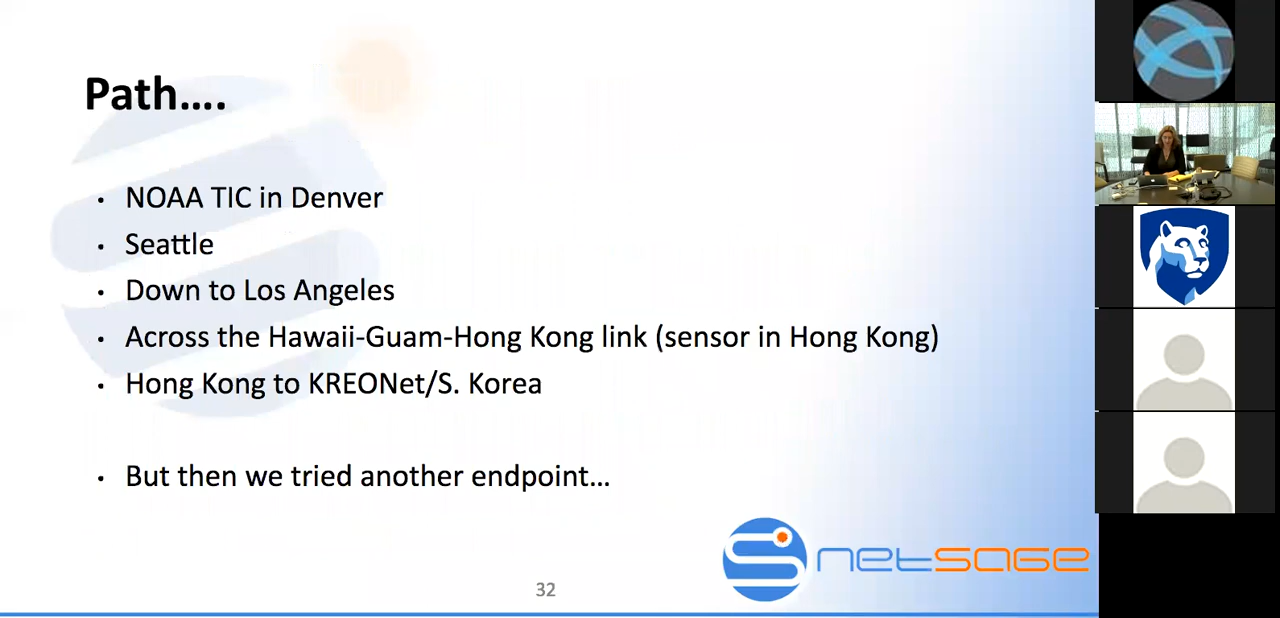 Path....
• NOAA TIC in Denver
• Seattle
• Down to Los Angeles
• Across the Hawaii-Guam-Hong Kong link (sensor in Hong Kong)
• Hong Kong to KREONet/S. Korea
• But then we tried another endpoint...
netsage
32